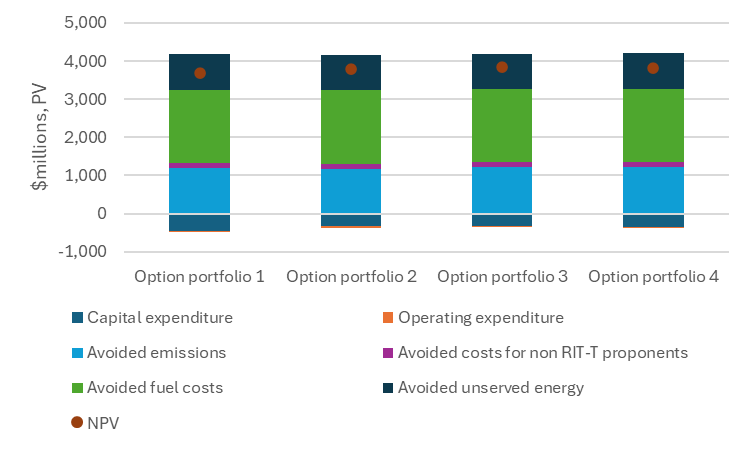 5,000
4,000
3,000
2,000
1,000
0
-1,000
$millions, PV
Option portfolio 1 Option portfolio 2 Option portfolio 3 Option portfolio 4
Capital expenditure Operating expenditure
Avoided emissions Avoided costs for non RIT-T proponents
Avoided fuel costs Avoided unserved energy
NPV